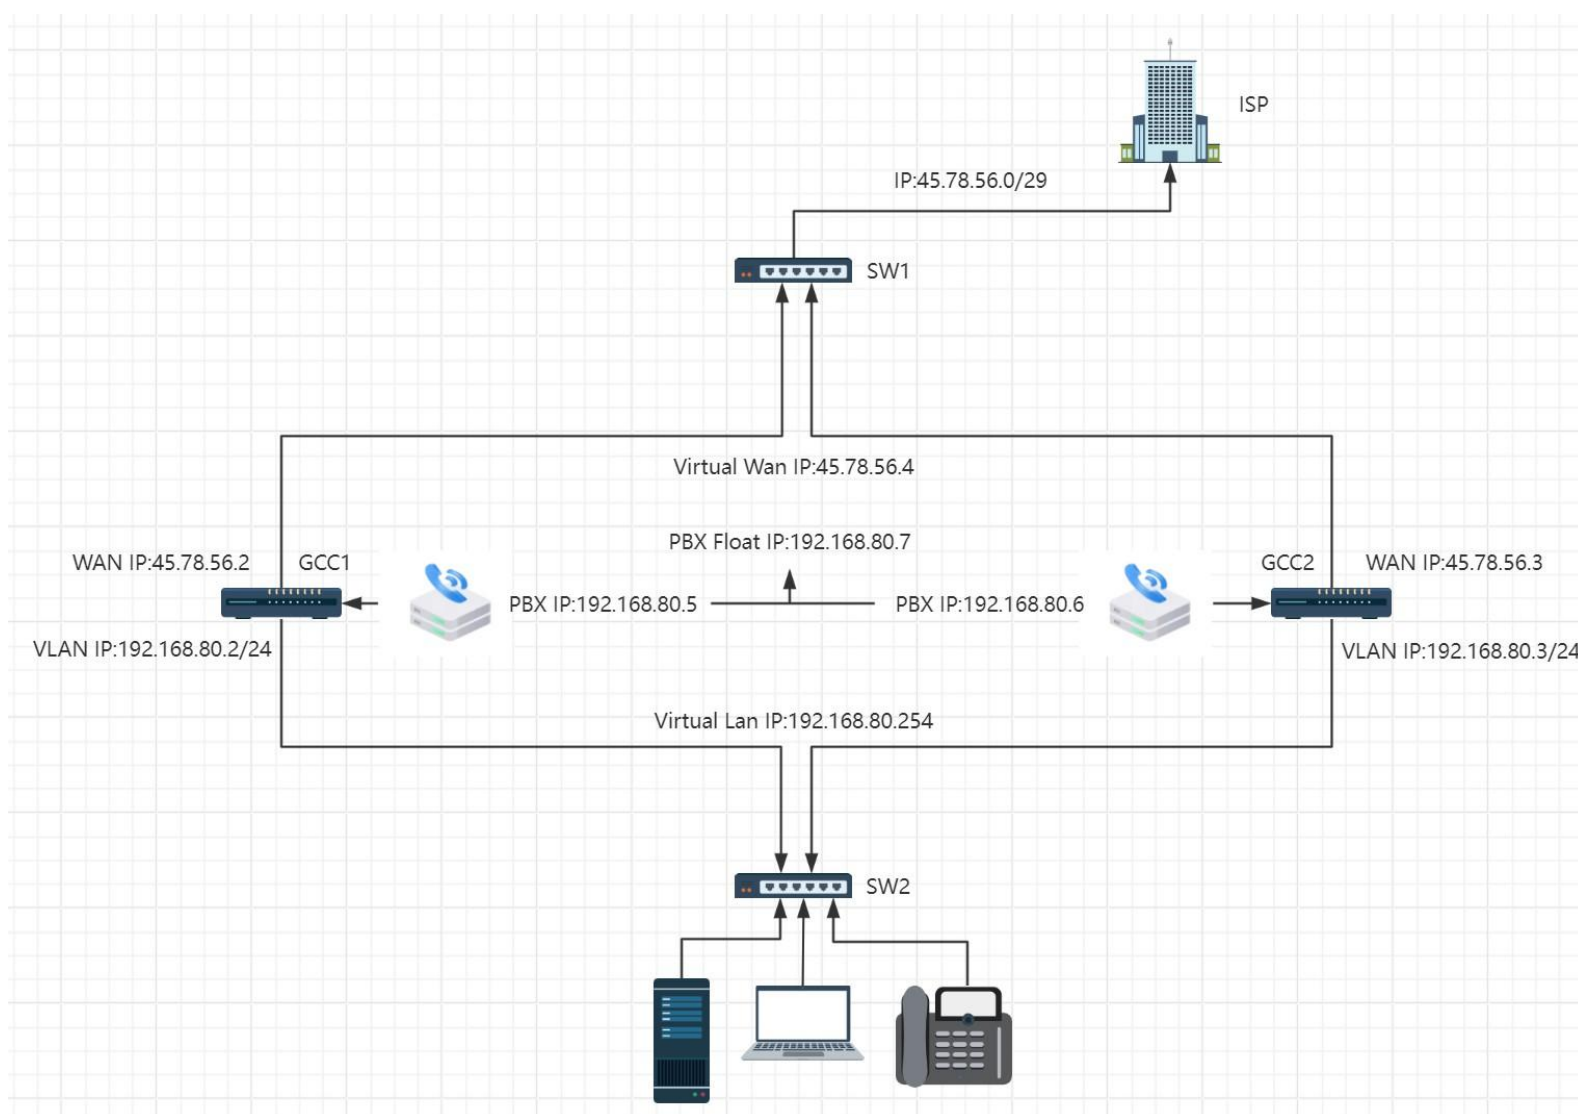 ISP
IP:45.78.56.0/29
SW1
Virtual Wan IP:45.78.56.4
PBX Float IP:192.168.80.7
WAN IP:45.78.56.2
GCC1
GCC2
WAN IP:45.78.56.3
PBX IP:192.168.80.5
PBX IP:192.168.80.6
VLAN IP:192.168.80.2/24
VLAN IP:192.168.80.3/24
Virtual Lan IP:192.168.80.254
SW2